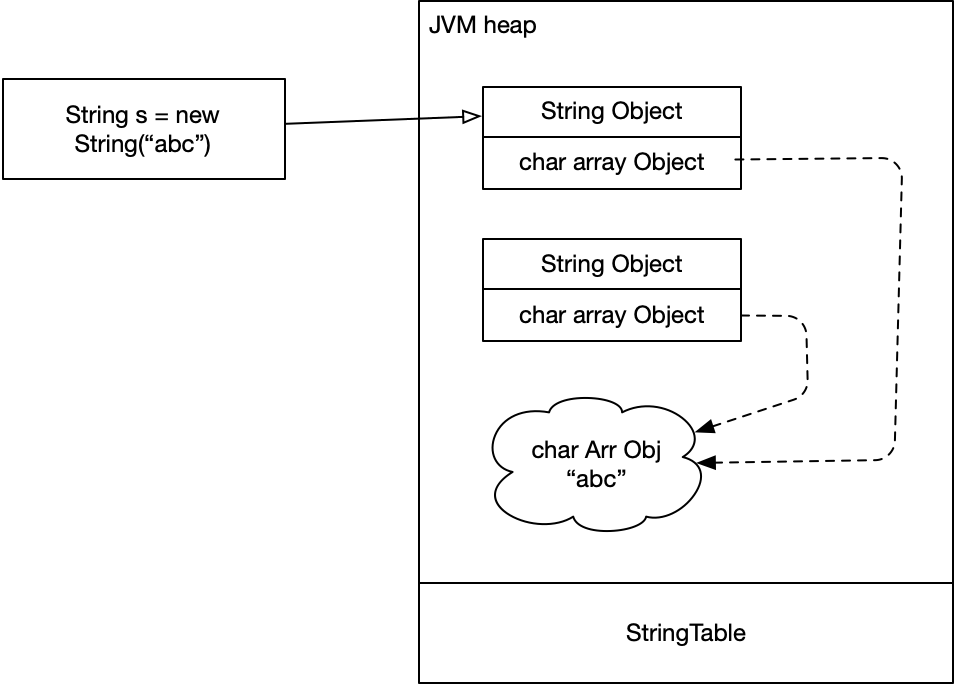 JVM heap
String s = new
String(“abc”)
String Object
char array Object
String Object
char array Object
char Arr Obj
“abc”
StringTable